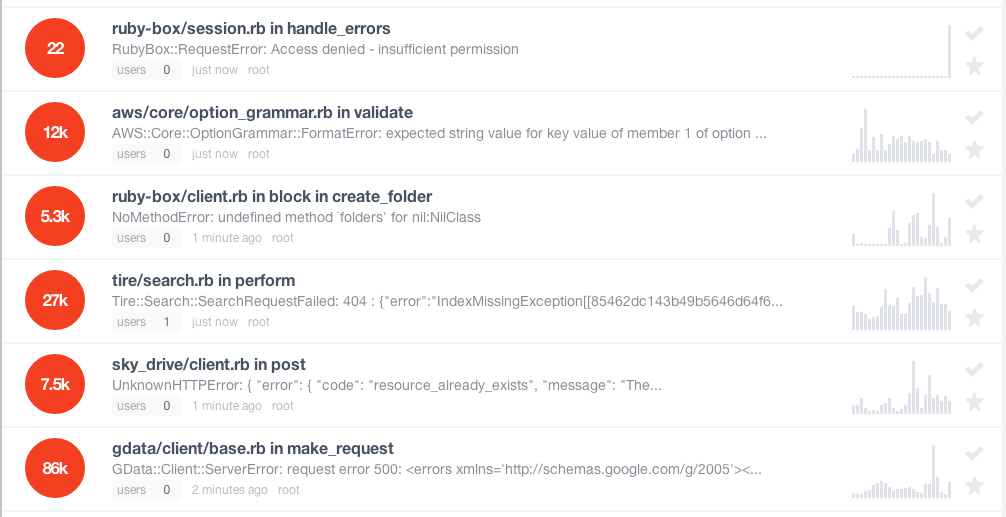 22
ruby-box/session.rb in handle_errors
RubyBox::RequestError: Access denied - insufficient permission
users 0 just now root
12k
aws/core/option_grammar.rb in validate
AWS::Core::OptionGrammar::FormatError: expected string value for key value of member 1 of option ...
users 0 just now root
5.3k
ruby-box/client.rb in block in create_folder
NoMethodError: undefined method `folders' for nil:NilClass
users 0 1 minute ago root
27k
tire/search.rb in perform
Tire::Search::SearchRequestFailed: 404 : {"error":"IndexMissingException[[85462dc143b49b5646d64f6...
users 1 just now root
7.5k
sky_drive/client.rb in post
UnknownHTTPError: { "error": { "code": "resource_already_exists", "message": "The...
users 0 1 minute ago root
86k
gdata/client/base.rb in make_request
GData::Client::ServerError: request error 500: <errors xmlns='http://schemas.google.com/g/2005'><...
users 0 2 minutes ago root